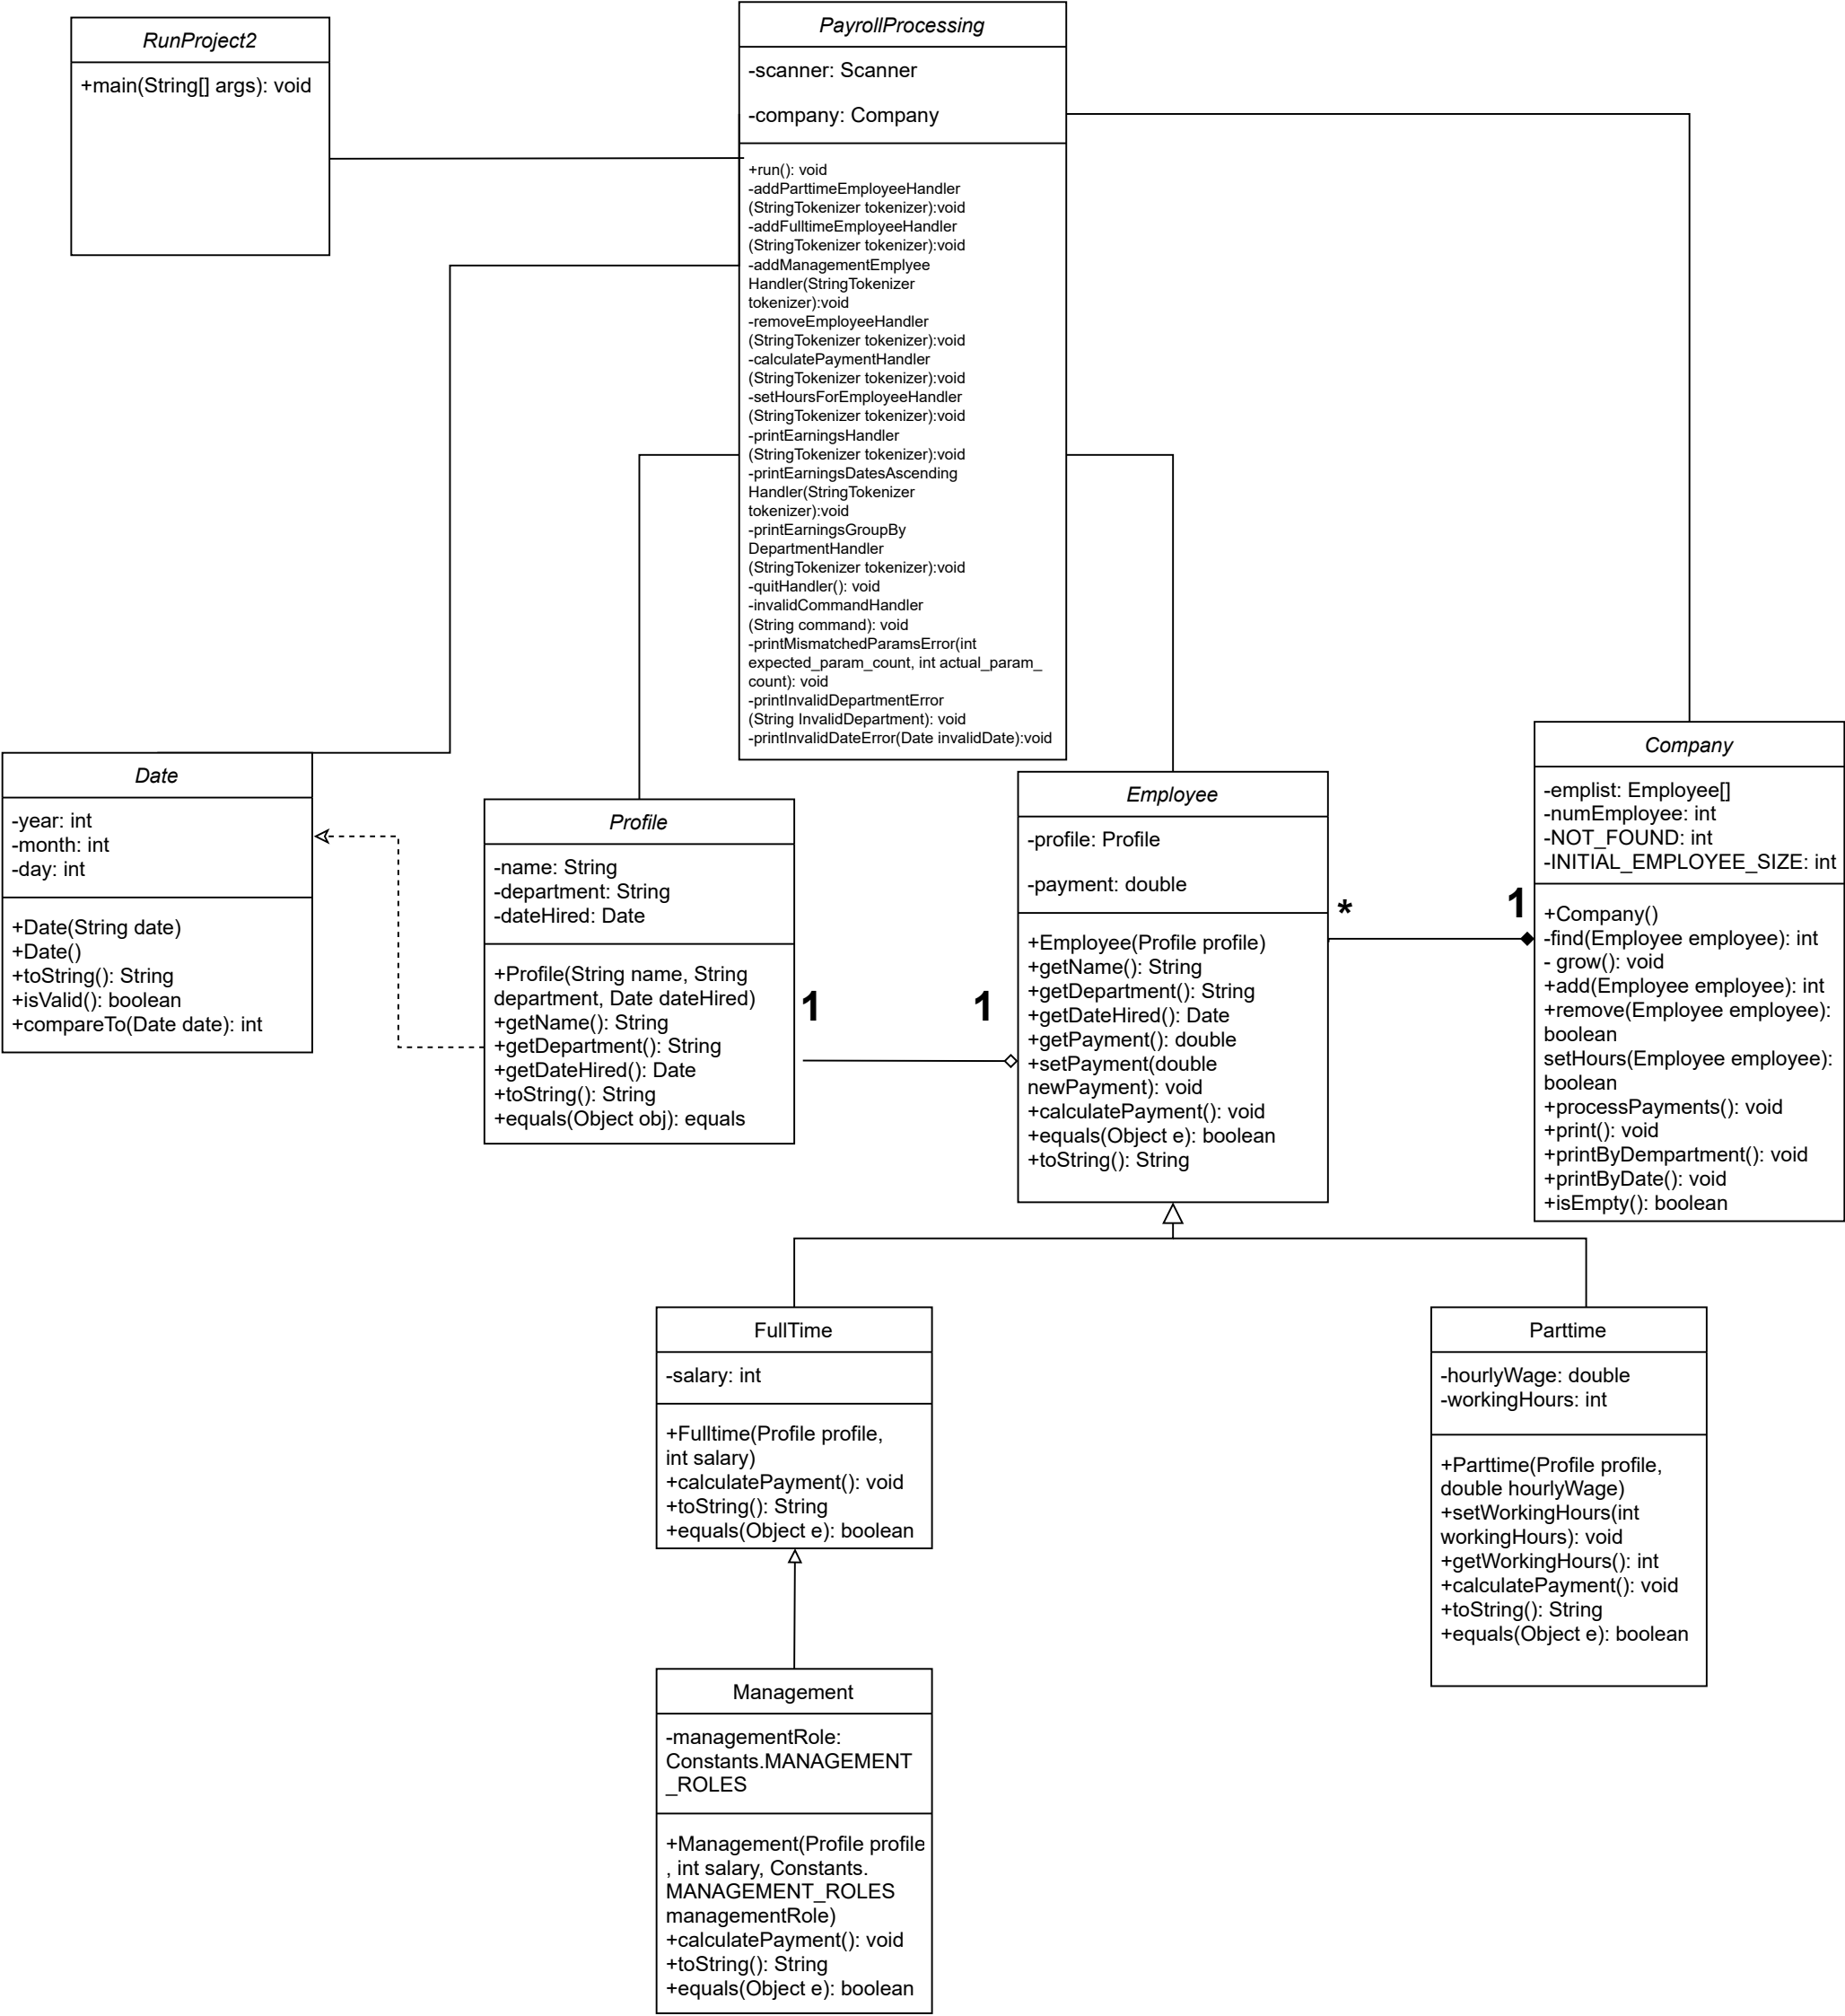 RunProject2
+main(String[] args): void
PayrollProcessing
-scanner: Scanner
-company: Company
+run(): void
-addParttimeEmployeeHandler
(StringTokenizer tokenizer):void
-addFulltimeEmployeeHandler
(StringTokenizer tokenizer):void
-addManagementEmplyee
Handler(StringTokenizer
tokenizer):void
-removeEmployeeHandler
(StringTokenizer tokenizer):void
-calculatePaymentHandler
(StringTokenizer tokenizer):void
-setHoursForEmployeeHandler
(StringTokenizer tokenizer):void
-printEarningsHandler
(StringTokenizer tokenizer):void
-printEarningsDatesAscending
Handler(StringTokenizer
tokenizer):void
-printEarningsGroupBy
DepartmentHandler
(StringTokenizer tokenizer):void
-quitHandler(): void
-invalidCommandHandler
(String command): void
-printMismatchedParamsError(int
expected_param_count, int actual_param_
count): void
-printInvalidDepartmentError
(String InvalidDepartment): void
-printInvalidDateError(Date invalidDate):void
Date
-year: int
-month: int
-day: int
+Date(String date)
+Date()
+toString(): String
+isValid(): boolean
+compareTo(Date date): int
Profile
-name: String
-department: String
-dateHired: Date
+Profile(String name, String
department, Date dateHired)
+getName(): String
+getDepartment(): String
+getDateHired(): Date
+toString(): String
+equals(Object obj): equals
1
1
Employee
-profile: Profile
-payment: double
+Employee(Profile profile)
+getName(): String
+getDepartment(): String
+getDateHired(): Date
+getPayment(): double
+setPayment(double
newPayment): void
+calculatePayment(): void
+equals(Object e): boolean
+toString(): String
*
1
Company
-emplist: Employee[]
-numEmployee: int
-NOT_FOUND: int
-INITIAL_EMPLOYEE_SIZE: int
+Company()
-find(Employee employee): int
- grow(): void
+add(Employee employee): int
+remove(Employee employee):
boolean
setHours(Employee employee):
boolean
+processPayments(): void
+print(): void
+printByDempartment(): void
+printByDate(): void
+isEmpty(): boolean
FullTime
-salary: int
+Fulltime(Profile profile,
int salary)
+calculatePayment(): void
+toString(): String
+equals(Object e): boolean
Parttime
-hourlyWage: double
-workingHours: int
+Parttime(Profile profile,
double hourlyWage)
+setWorkingHours(int
workingHours): void
+getWorkingHours(): int
+calculatePayment(): void
+toString(): String
+equals(Object e): boolean
Management
-managementRole:
Constants.MANAGEMENT
_ROLES
+Management(Profile profile
, int salary, Constants.
MANAGEMENT_ROLES
managementRole)
+calculatePayment(): void
+toString(): String
+equals(Object e): boolean